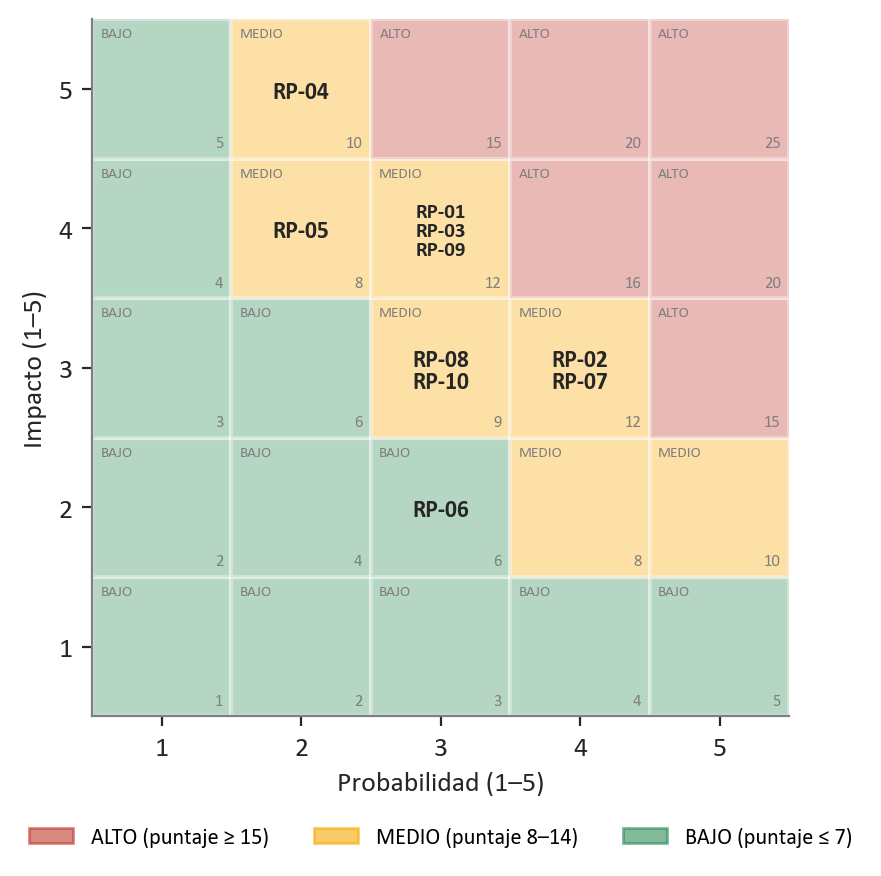 BAJO
MEDIO
ALTO
ALTO
ALTO
5
RP-04
5
10
15
20
25
BAJO
MEDIO
MEDIO
ALTO
ALTO
4
RP-05
RP-01
RP-03
RP-09
4
8
12
16
20
BAJO
BAJO
MEDIO
MEDIO
ALTO
3
RP-08
RP-10
RP-02
RP-07
3
6
9
12
15
BAJO
BAJO
BAJO
MEDIO
MEDIO
2
RP-06
2
4
6
8
10
BAJO
BAJO
BAJO
BAJO
BAJO
1
1
2
3
4
5
Impacto (1–5)
1
2
3
4
5
Probabilidad (1–5)
ALTO (puntaje ≥ 15)
MEDIO (puntaje 8–14)
BAJO (puntaje ≤ 7)